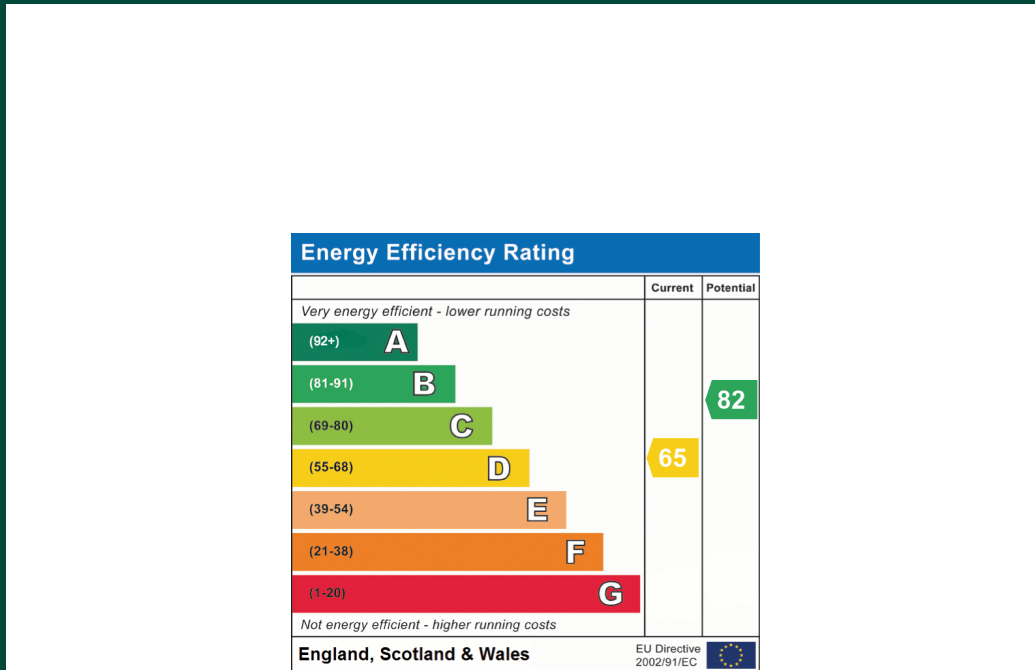 Energy Efficiency Rating
Current Potential
Very energy efficient - lower running costs
(92+) A
(81-91) B
82
(69-80) C
(55-68) D
65
(39-54) E
(21-38) F
(1-20) G
Not energy efficient - higher running costs
England, Scotland & Wales
EU Directive
2002/91/EC